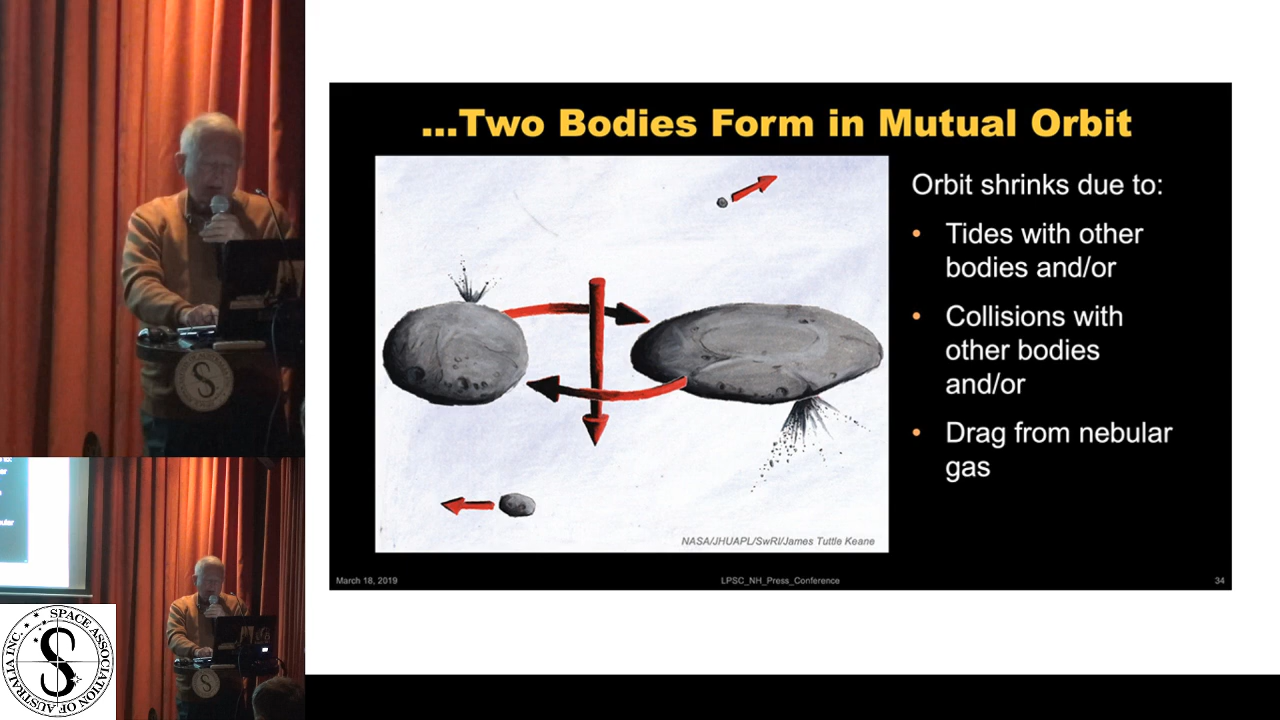 ...Two Bodies Form in Mutual Orbit
Orbit shrinks due to:
• Tides with other
bodies and/or
• Collisions with
other bodies
and/or
• Drag from nebular
gas
NASA/JHUAPL/SwRI/James Tuttle Keane
March 18, 2019
LPSC_NH_Press_Conference
34
SPACE ASSOCIATION OF AUSTRALIA INC.
S